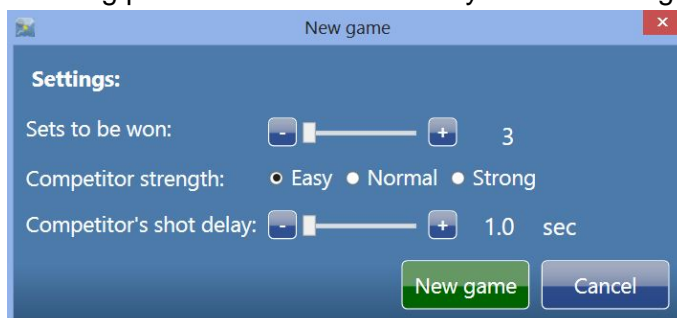 New game
×
Settings:
Sets to be won: - + 3
Competitor strength: Easy Normal Strong
Competitor's shot delay: - + 1.0 sec
New game Cancel